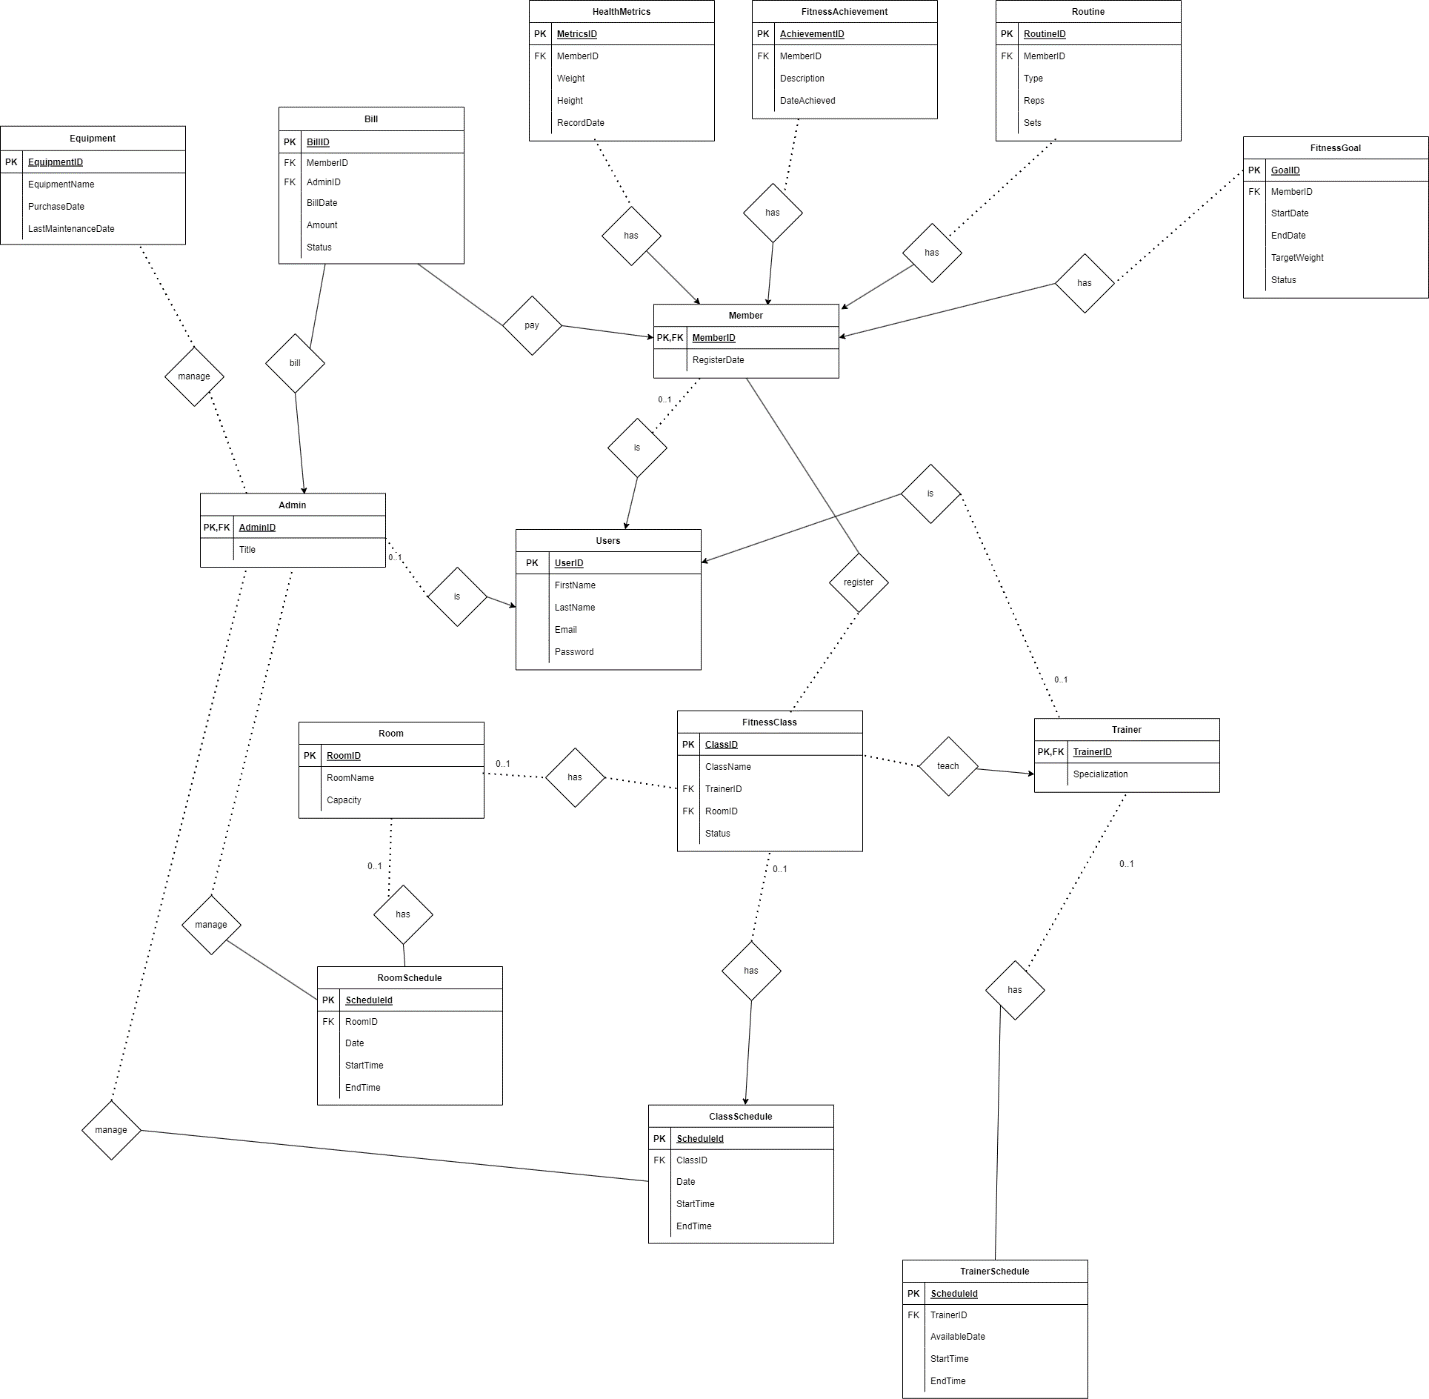 HealthMetrics
PK MetricsID
FK MemberID
Weight
Height
RecordDate
FitnessAchievement
PK AchievementID
FK MemberID
Description
DateAchieved
Routine
PK RoutineID
FK MemberID
Type
Reps
Sets
Equipment
PK EquipmentID
EquipmentName
PurchaseDate
LastMaintenanceDate
Bill
PK BillID
FK MemberID
FK AdminID
BillDate
Amount
Status
FitnessGoal
PK GoalID
FK MemberID
StartDate
EndDate
TargetWeight
Status
has
has
has
has
pay
bill
manage
Member
PK,FK MemberID
RegisterDate
0..1
is
is
Admin
PK,FK AdminID
Title
0..1
is
Users
PK UserID
FirstName
LastName
Email
Password
register
0..1
Room
PK RoomID
RoomName
Capacity
0..1
has
FitnessClass
PK ClassID
ClassName
FK TrainerID
FK RoomID
Status
teach
Trainer
PK,FK TrainerID
Specialization
0..1
has
0..1
0..1
manage
has
has
RoomSchedule
PK ScheduleId
FK RoomID
Date
StartTime
EndTime
manage
ClassSchedule
PK ScheduleId
FK ClassID
Date
StartTime
EndTime
TrainerSchedule
PK ScheduleId
FK TrainerID
AvailableDate
StartTime
EndTime